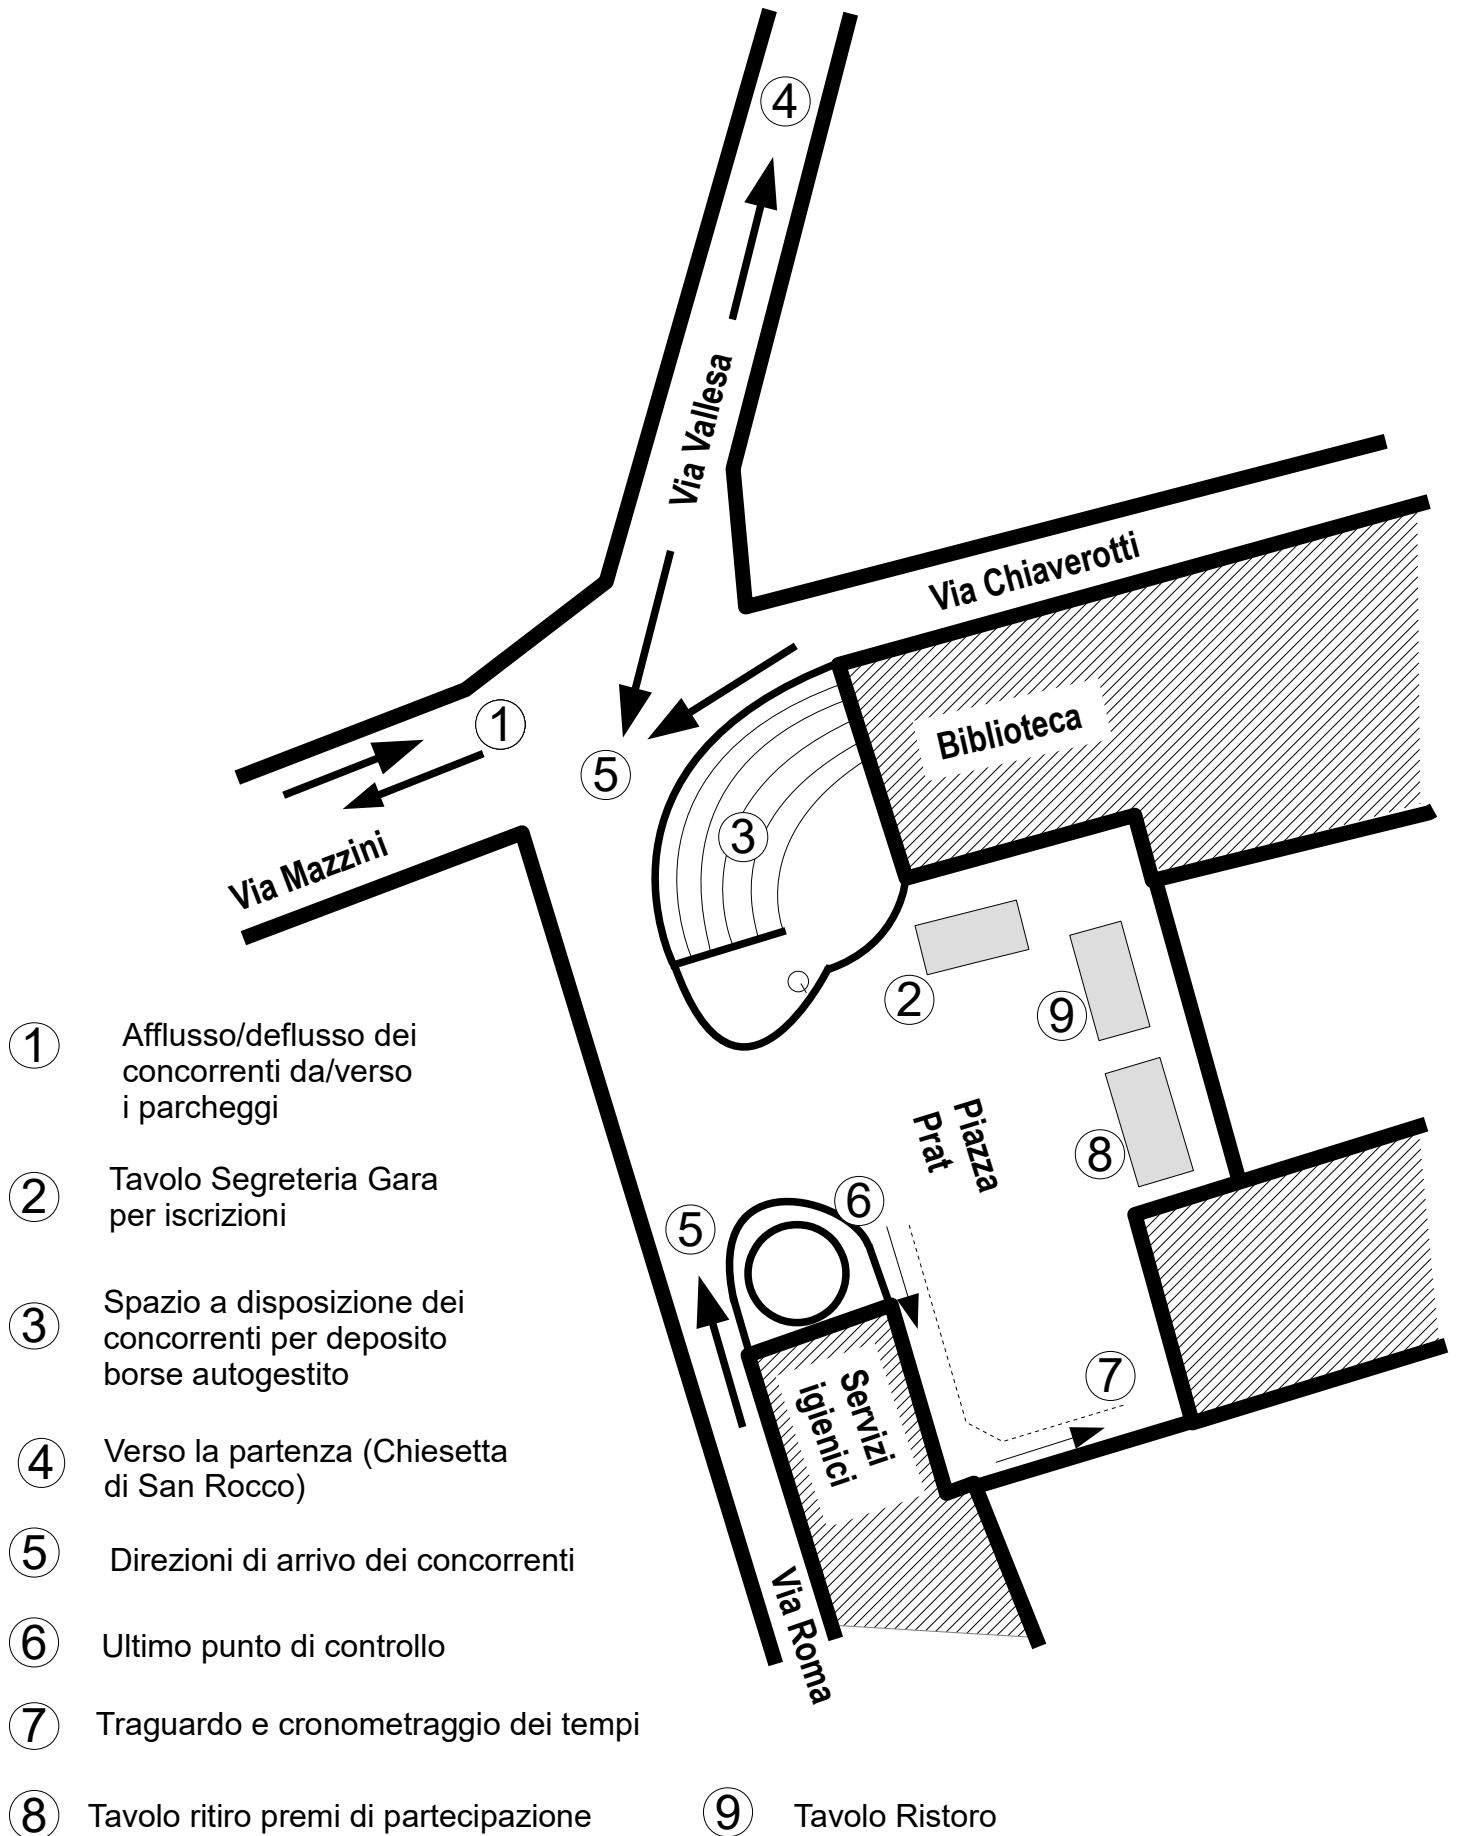 4
Via Vallesa
Via Chiaverotti
Biblioteca
1
5
3
Via Mazzini
2
9
8
Piazza
Prat
6
5
7
Servizi
igienici
Via Roma
1 Afflusso/deflusso dei
concorrenti da/verso
i parcheggi
2 Tavolo Segreteria Gara
per iscrizioni
3 Spazio a disposizione dei
concorrenti per deposito
borse autogestito
4 Verso la partenza (Chiesetta
di San Rocco)
5 Direzioni di arrivo dei concorrenti
6 Ultimo punto di controllo
7 Traguardo e cronometraggio dei tempi
8 Tavolo ritiro premi di partecipazione
9 Tavolo Ristoro